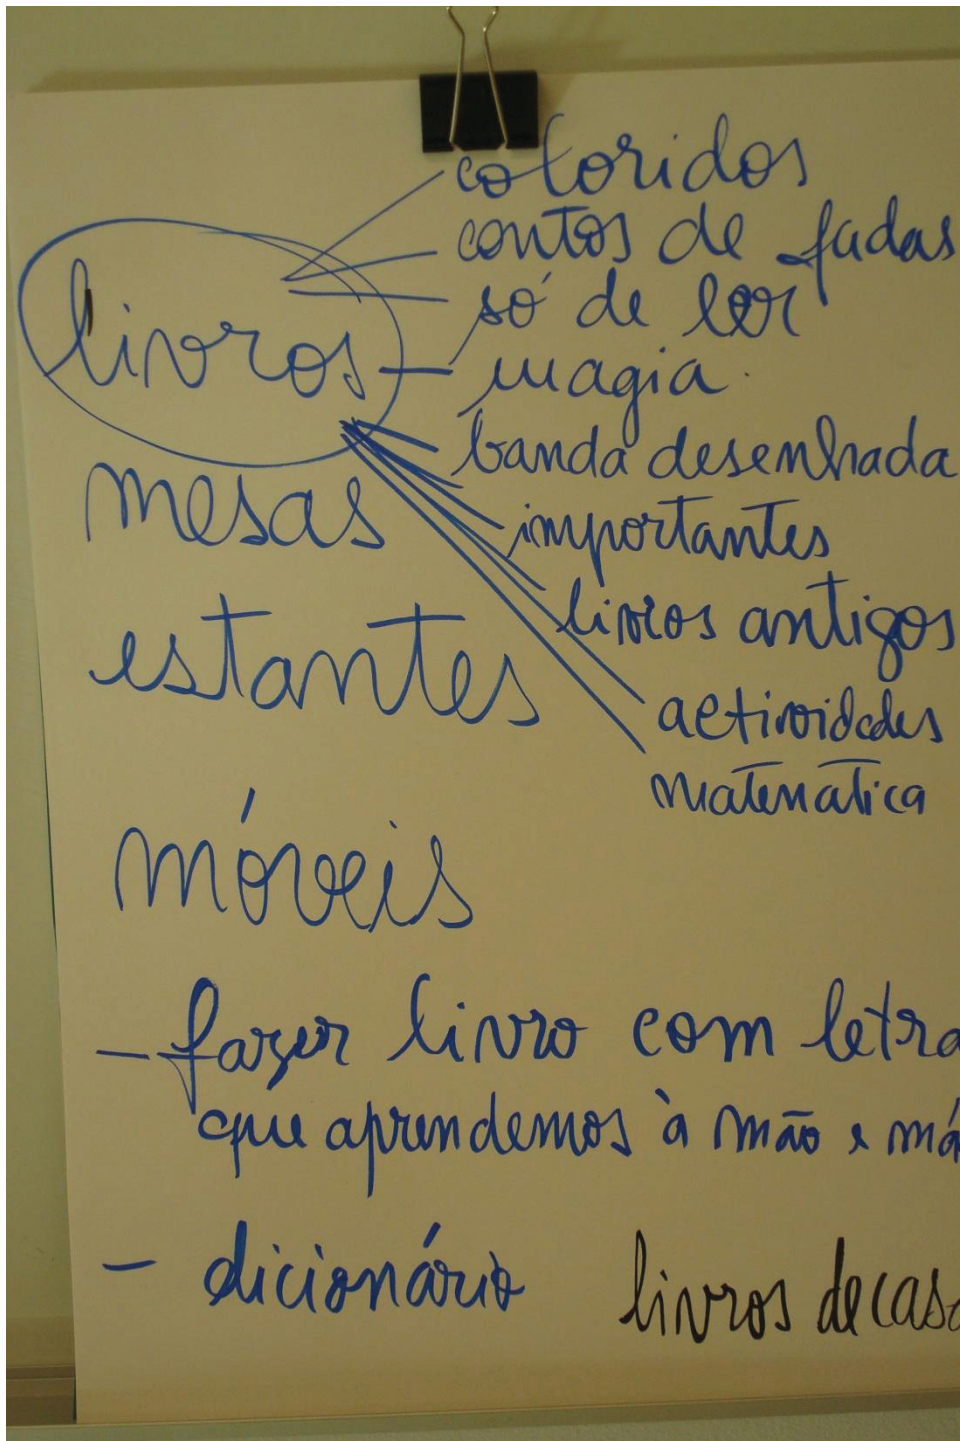 coloridos
contos de fadas
só de ler
livros
magia
banda desenhada
mesas
importantes
livros antigos
estantes
actividades
matemática
móveis
- fazer livro com letra
que aprendemos à mão e má
- dicionário
livros de casa